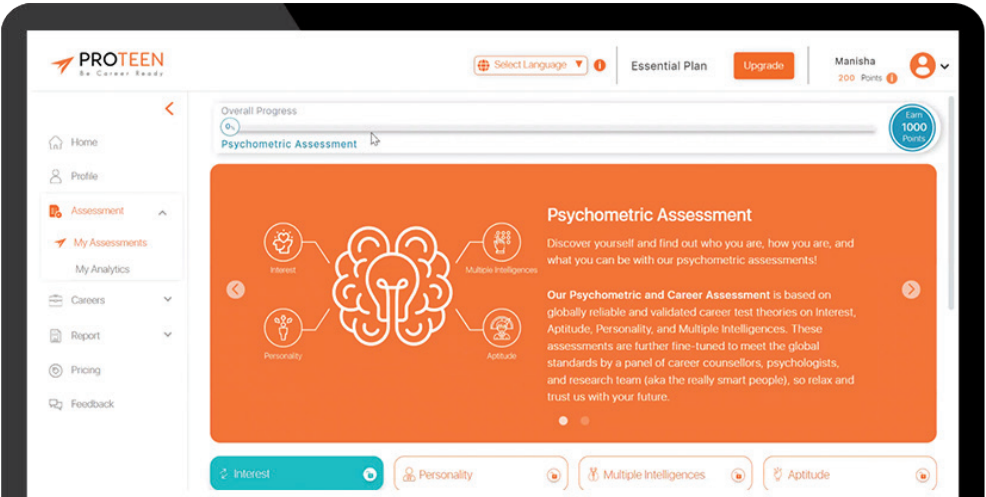 PROTEEN
Be Career Ready
Select Language
Essential Plan
Upgrade
Manisha
200 Points
Overall Progress
0%
Psychometric Assessment
Earn
1000
Points
Home
Profile
Assessment
My Assessments
My Analytics
Careers
Report
Pricing
Feedback
Interest
Multiple Intelligences
Personality
Aptitude
Psychometric Assessment
Discover yourself and find out who you are, how you are, and
what you can be with our psychometric assessments!
Our Psychometric and Career Assessment is based on
globally reliable and validated career test theories on Interest,
Aptitude, Personality, and Multiple Intelligences. These
assessments are further fine-tuned to meet the global
standards by a panel of career counsellors, psychologists,
and research team (aka the really smart people), so relax and
trust us with your future.
Interest
Personality
Multiple Intelligences
Aptitude